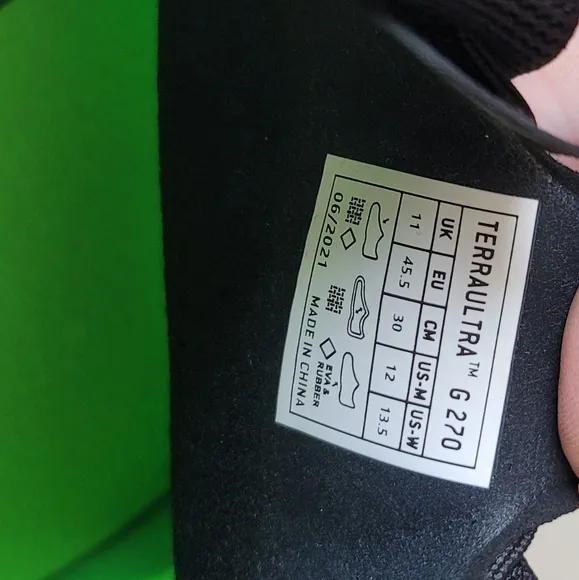 TERRAULTRA™ G 270
UK EU CM US-M US-W
11 45.5 30 12 13.5
EVA & RUBBER
06/2021 MADE IN CHINA